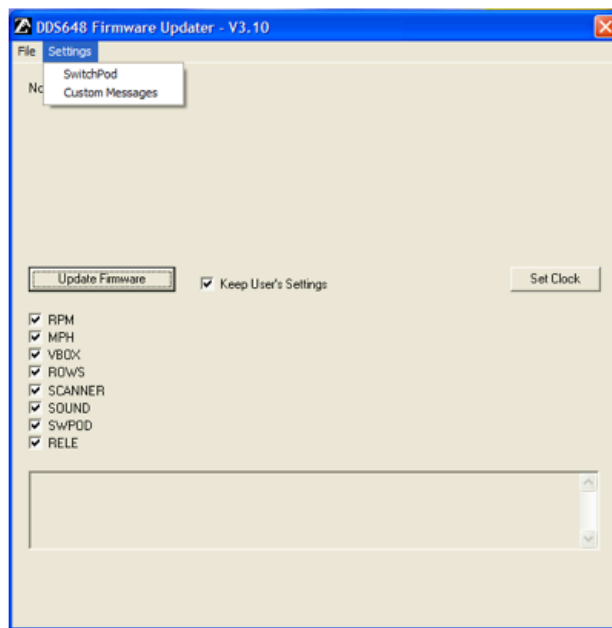 DDS648 Firmware Updater - V3.10
File Settings
SwitchPod
No
Custom Messages
Update Firmware
Keep User's Settings
Set Clock
RPM
MPH
VBOX
ROWS
SCANNER
SOUND
SWPOD
RELE